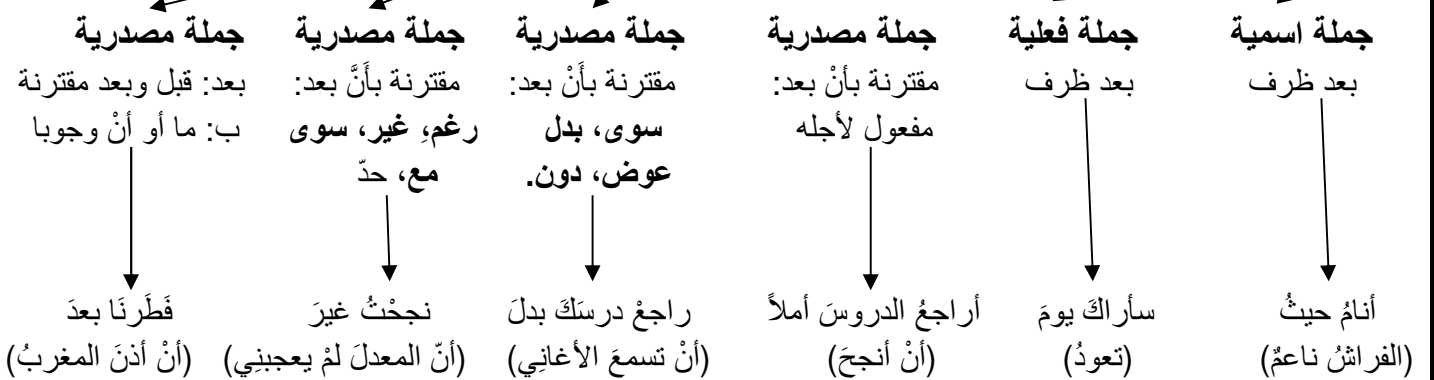 جملة اسمية جملة فعلية جملة مصدرية جملة مصدرية جملة مصدرية جملة مصدرية
بعد ظرف بعد ظرف مقترنة بأنْ بعد: مقترنة بأَنْ بعد: مقترنة بأَنَّ بعد: بعد: قبل وبعد مقترنة
مفعول لأجله سوى، بدل رغمِ، غير، سوى ب: ما أو أنْ وجوبا
عوض، دون. مع، حدّ
أنامُ حيثُ سأراكَ يومَ أراجعُ الدروسَ أملاً راجعْ درسَكَ بدلَ نجحْتُ غيرَ فَطَرنَا بعدَ
(الفراشُ ناعمٌ) (تعودُ) (أنْ أنجحَ) (أنْ تسمعَ الأغانِي) (أنّ المعدلَ لمْ يعجبنِي) (أنْ أذنَ المغربُ)